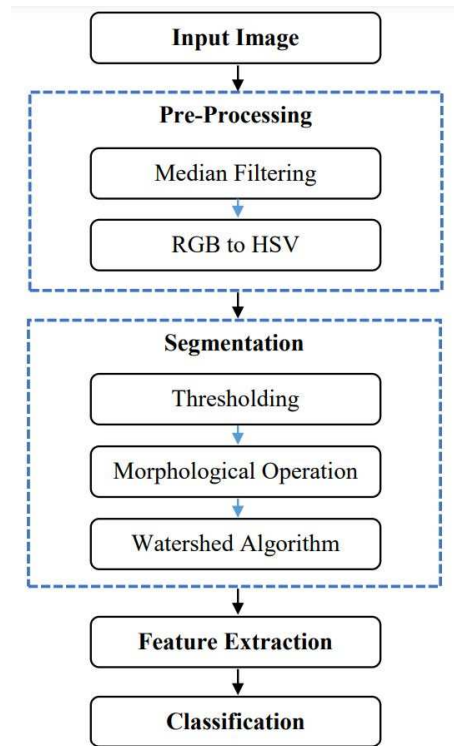 Input Image
Pre-Processing
Median Filtering
RGB to HSV
Segmentation
Thresholding
Morphological Operation
Watershed Algorithm
Feature Extraction
Classification